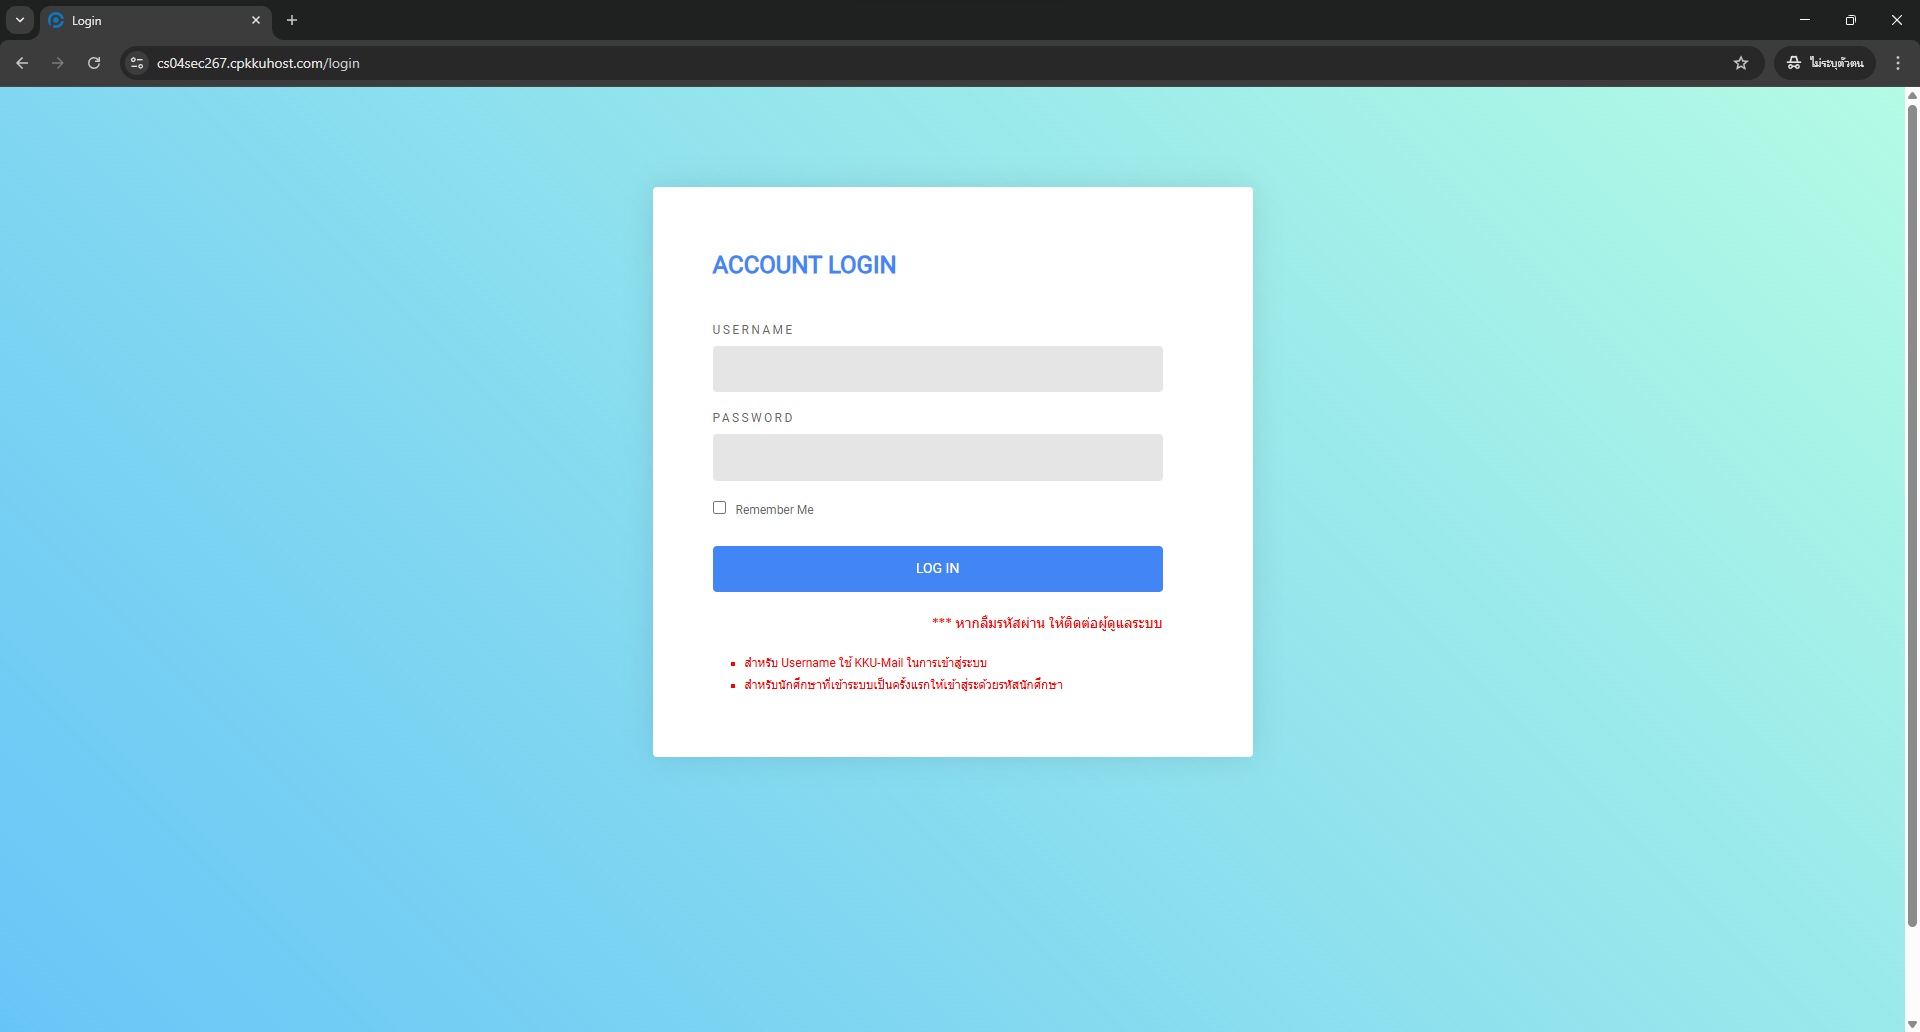 Login
cs04sec267.cpkkuhost.com/login
ไม่ระบุตัวตน
ACCOUNT LOGIN
USERNAME
PASSWORD
Remember Me
LOG IN
*** หากลืมรหัสผ่าน ให้ติดต่อผู้ดูแลระบบ
สำหรับ Username ใช้ KKU-Mail ในการเข้าสู่ระบบ
สำหรับนักศึกษาที่เข้าระบบเป็นครั้งแรกให้เข้าสู่ระด้วยรหัสนักศึกษา